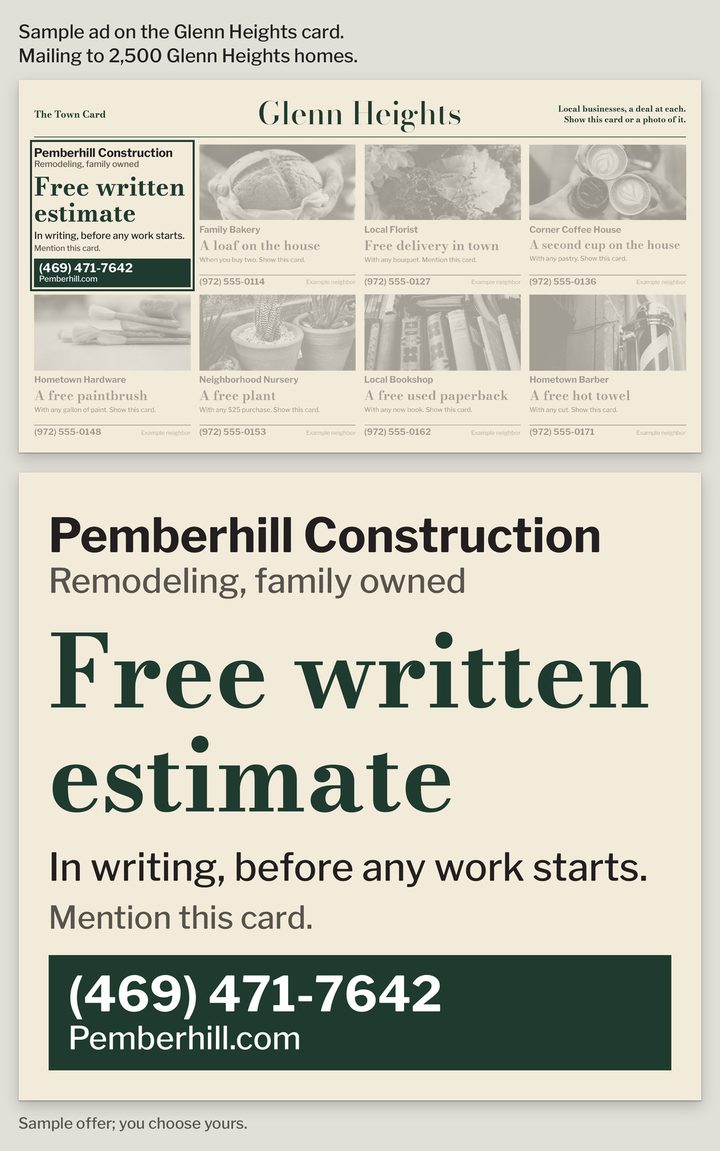 Sample ad on the Glenn Heights card.
Mailing to 2,500 Glenn Heights homes.
The Town Card
Glenn Heights
Local businesses, a deal at each.
Show this card or a photo of it.
Pemberhill Construction
Remodeling, family owned
Free written
estimate
In writing, before any work starts.
Mention this card.
(469) 471-7642
Pemberhill.com
Family Bakery
A loaf on the house
When you buy two. Show this card.
(972) 555-0114 Example neighbor
Local Florist
Free delivery in town
With any bouquet. Mention this card.
(972) 555-0127 Example neighbor
Corner Coffee House
A second cup on the house
With any pastry. Show this card.
(972) 555-0136 Example neighbor
Hometown Hardware
A free paintbrush
With any gallon of paint. Show this card.
(972) 555-0148 Example neighbor
Neighborhood Nursery
A free plant
With any $25 purchase. Show this card.
(972) 555-0153 Example neighbor
Local Bookshop
A free used paperback
With any new book. Show this card.
(972) 555-0162 Example neighbor
Hometown Barber
A free hot towel
With any cut. Show this card.
(972) 555-0171 Example neighbor
Pemberhill Construction
Remodeling, family owned
Free written
estimate
In writing, before any work starts.
Mention this card.
(469) 471-7642
Pemberhill.com
Sample offer; you choose yours.